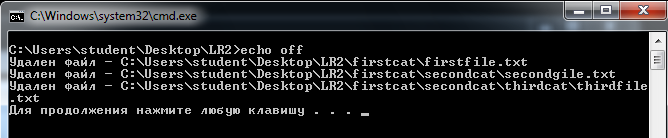 C:\Windows\system32\cmd.exe
C:\Users\student\Desktop\LR2>echo off
Удален файл - C:\Users\student\Desktop\LR2\firstcat\firstfile.txt
Удален файл - C:\Users\student\Desktop\LR2\firstcat\secondcat\secondgile.txt
Удален файл - C:\Users\student\Desktop\LR2\firstcat\secondcat\thirdcat\thirdfile
.txt
Для продолжения нажмите любую клавишу . . . _